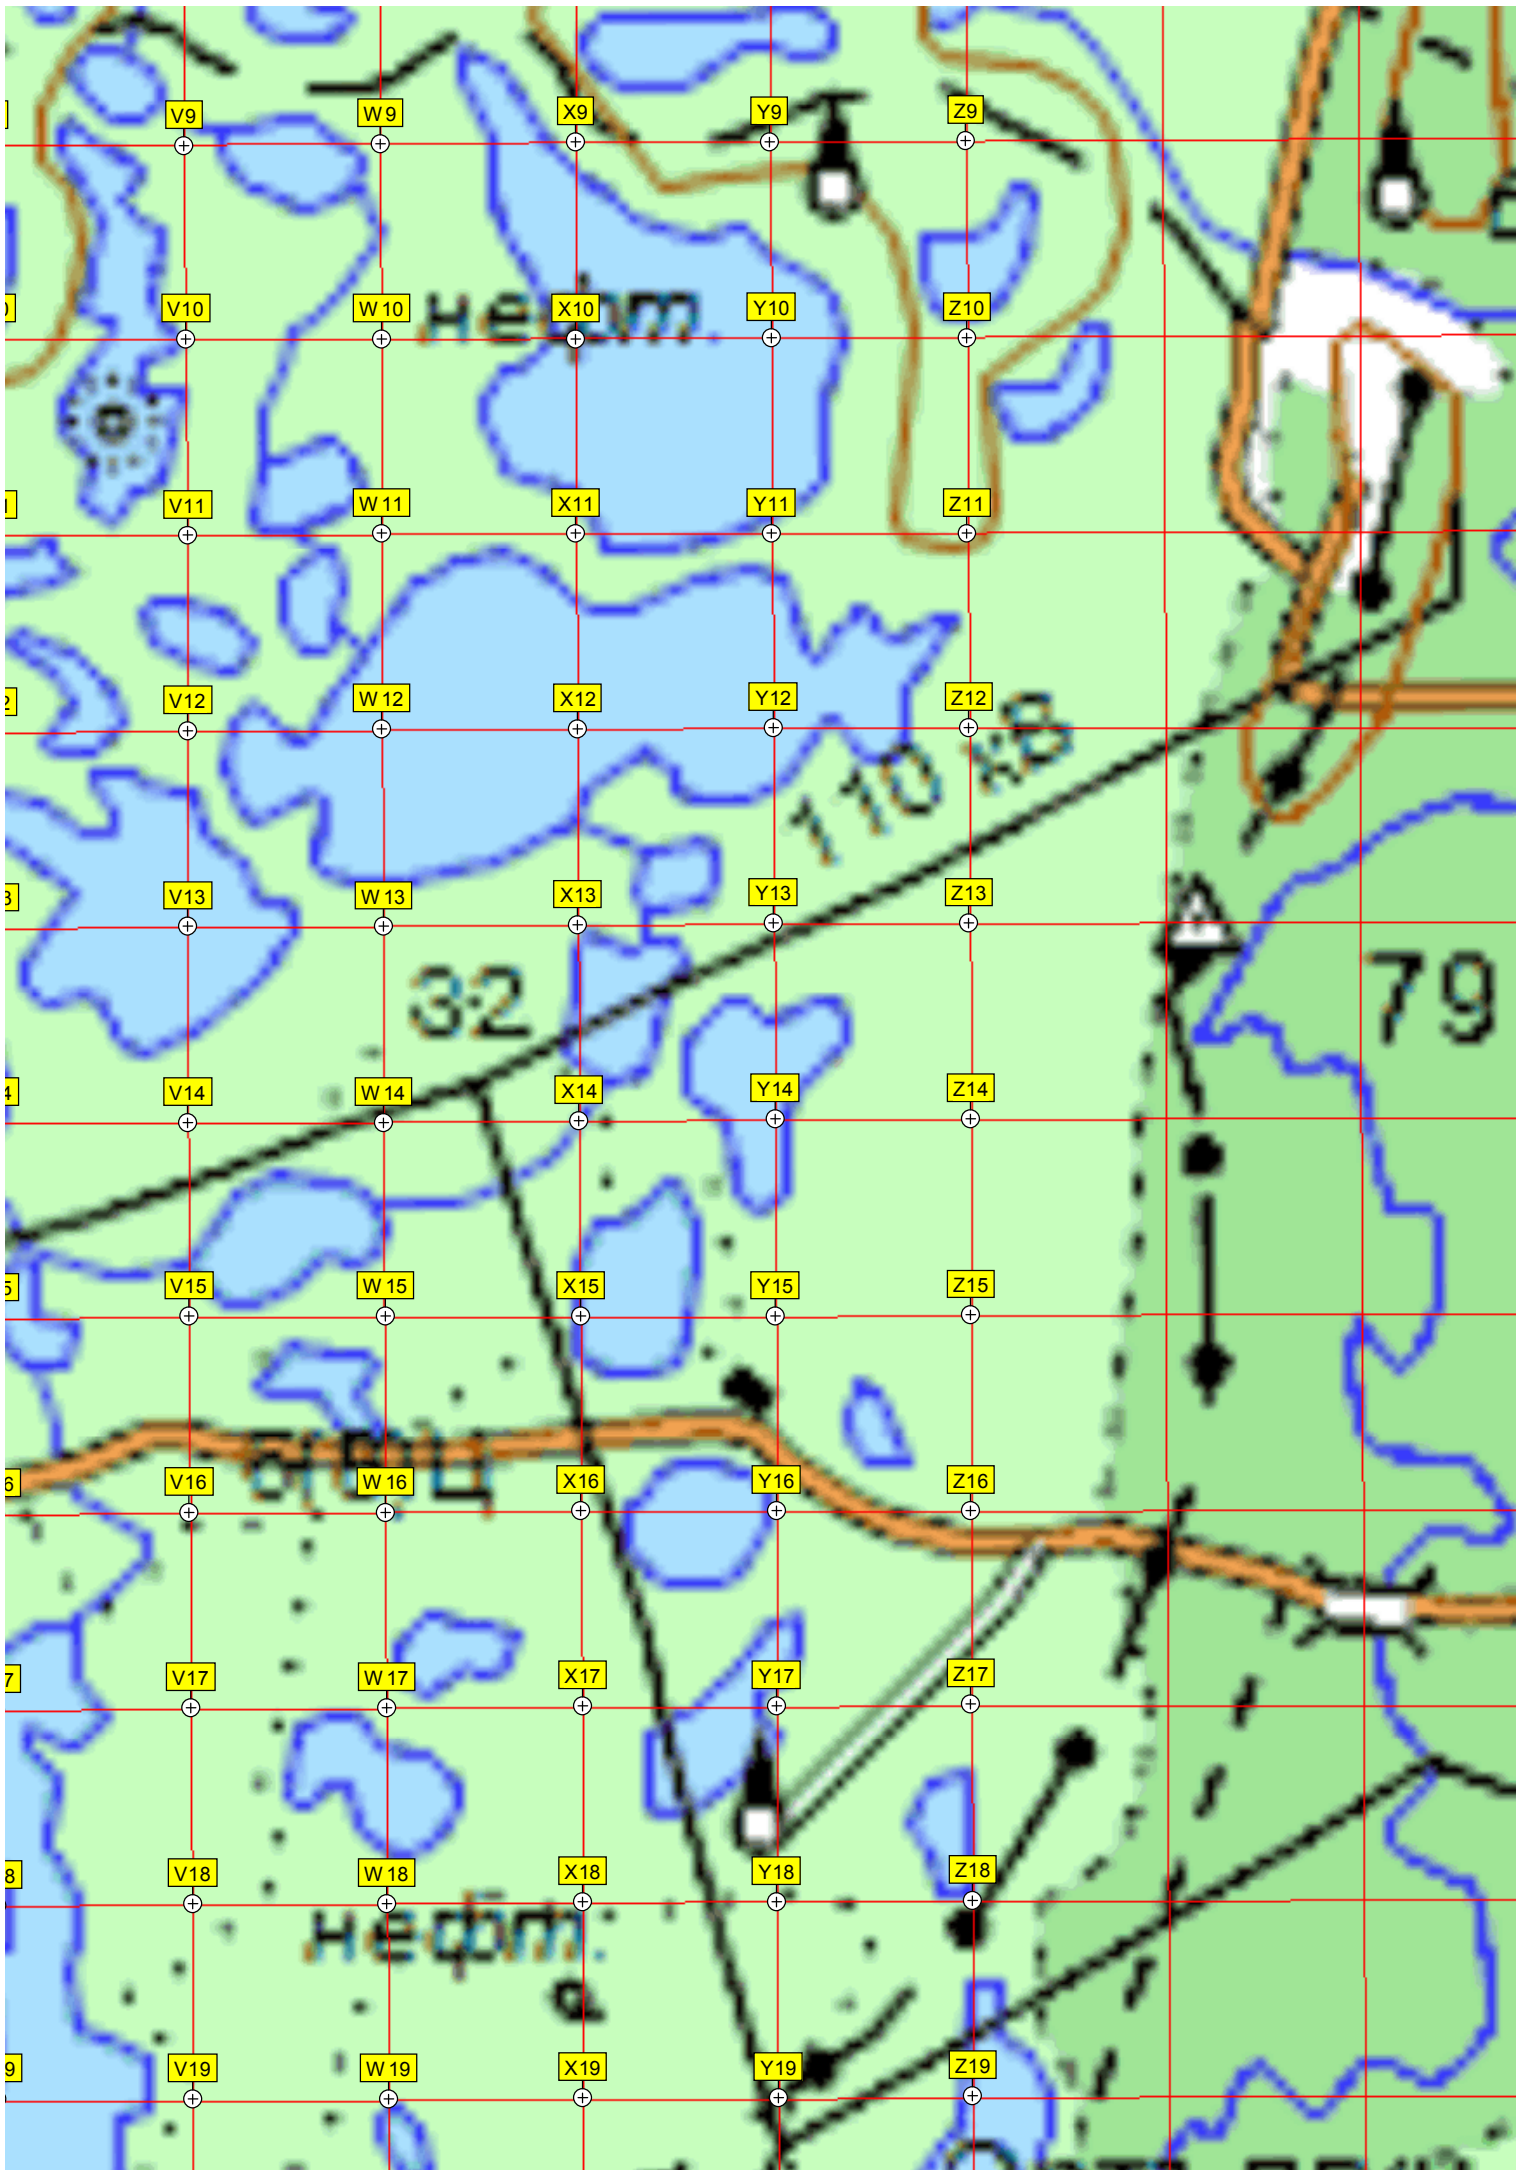 V9 W9 X9 Y9 Z9
нефт.
V10 W10 X10 Y10 Z10
V11 W11 X11 Y11 Z11
V12 W12 X12 Y12 Z12
110 кВ
V13 W13 X13 Y13 Z13
32 79
V14 W14 X14 Y14 Z14
V15 W15 X15 Y15 Z15
V16 W16 X16 Y16 Z16
V17 W17 X17 Y17 Z17
V18 W18 X18 Y18 Z18
нефт.
V19 W19 X19 Y19 Z19